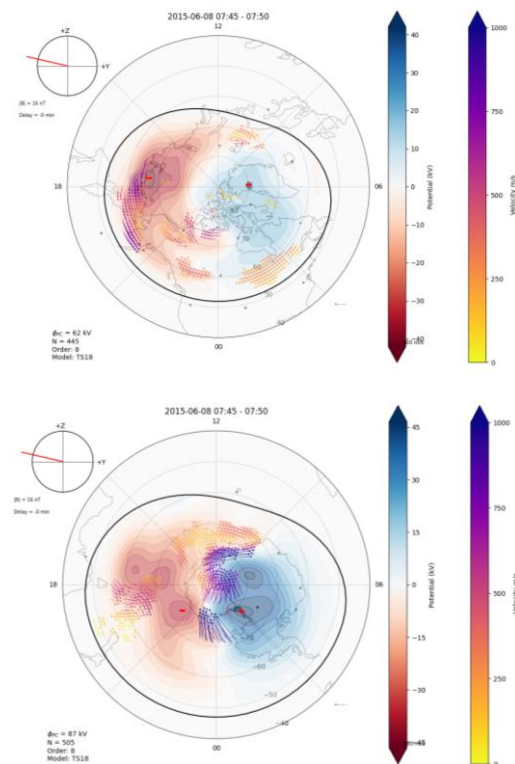 2015-06-08 07:45 - 07:50
12
+Z
+Y
|B| = 16 nT
Delay = -0 min
18
06
00
70
60
50
ϕPC = 62 kV
N = 445
Order: 8
Model: TS18
40
30
20
10
0
−10
−20
−30
−40
Potential (kV)
1000
750
500
250
0
Velocity m/s
2015-06-08 07:45 - 07:50
12
+Z
+Y
|B| = 16 nT
Delay = -0 min
18
06
00
−70
−60
−50
−40
ϕPC = 87 kV
N = 505
Order: 8
Model: TS18
45
30
15
0
−15
−30
−45
Potential (kV)
1000
750
500
250
0